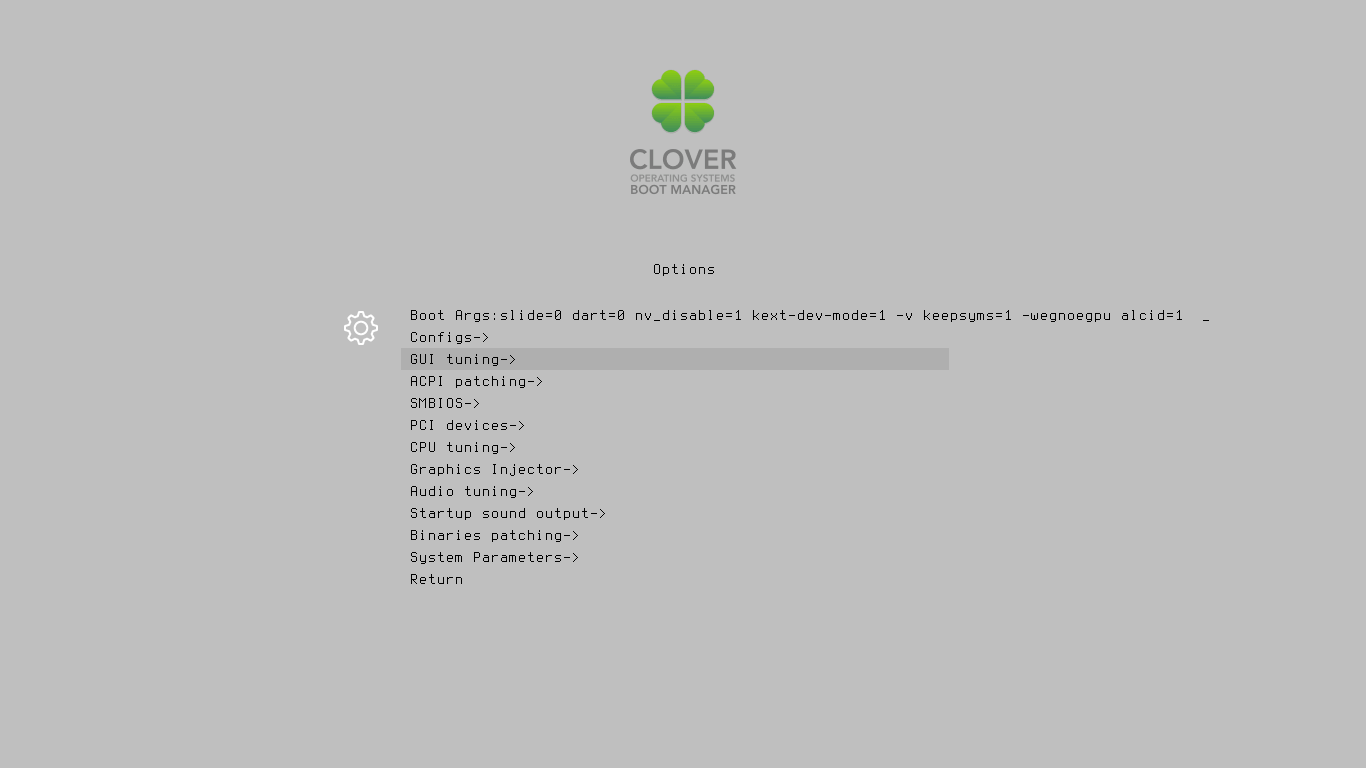 CLOVER
OPERATING SYSTEMS
BOOT MANAGER
Options
Boot Args:slide=0 dart=0 nv_disable=1 kext-dev-mode=1 -v keepsyms=1 -wegnoegpu alcid=1  _
Configs->
GUI tuning->
ACPI patching->
SMBIOS->
PCI devices->
CPU tuning->
Graphics Injector->
Audio tuning->
Startup sound output->
Binaries patching->
System Parameters->
Return